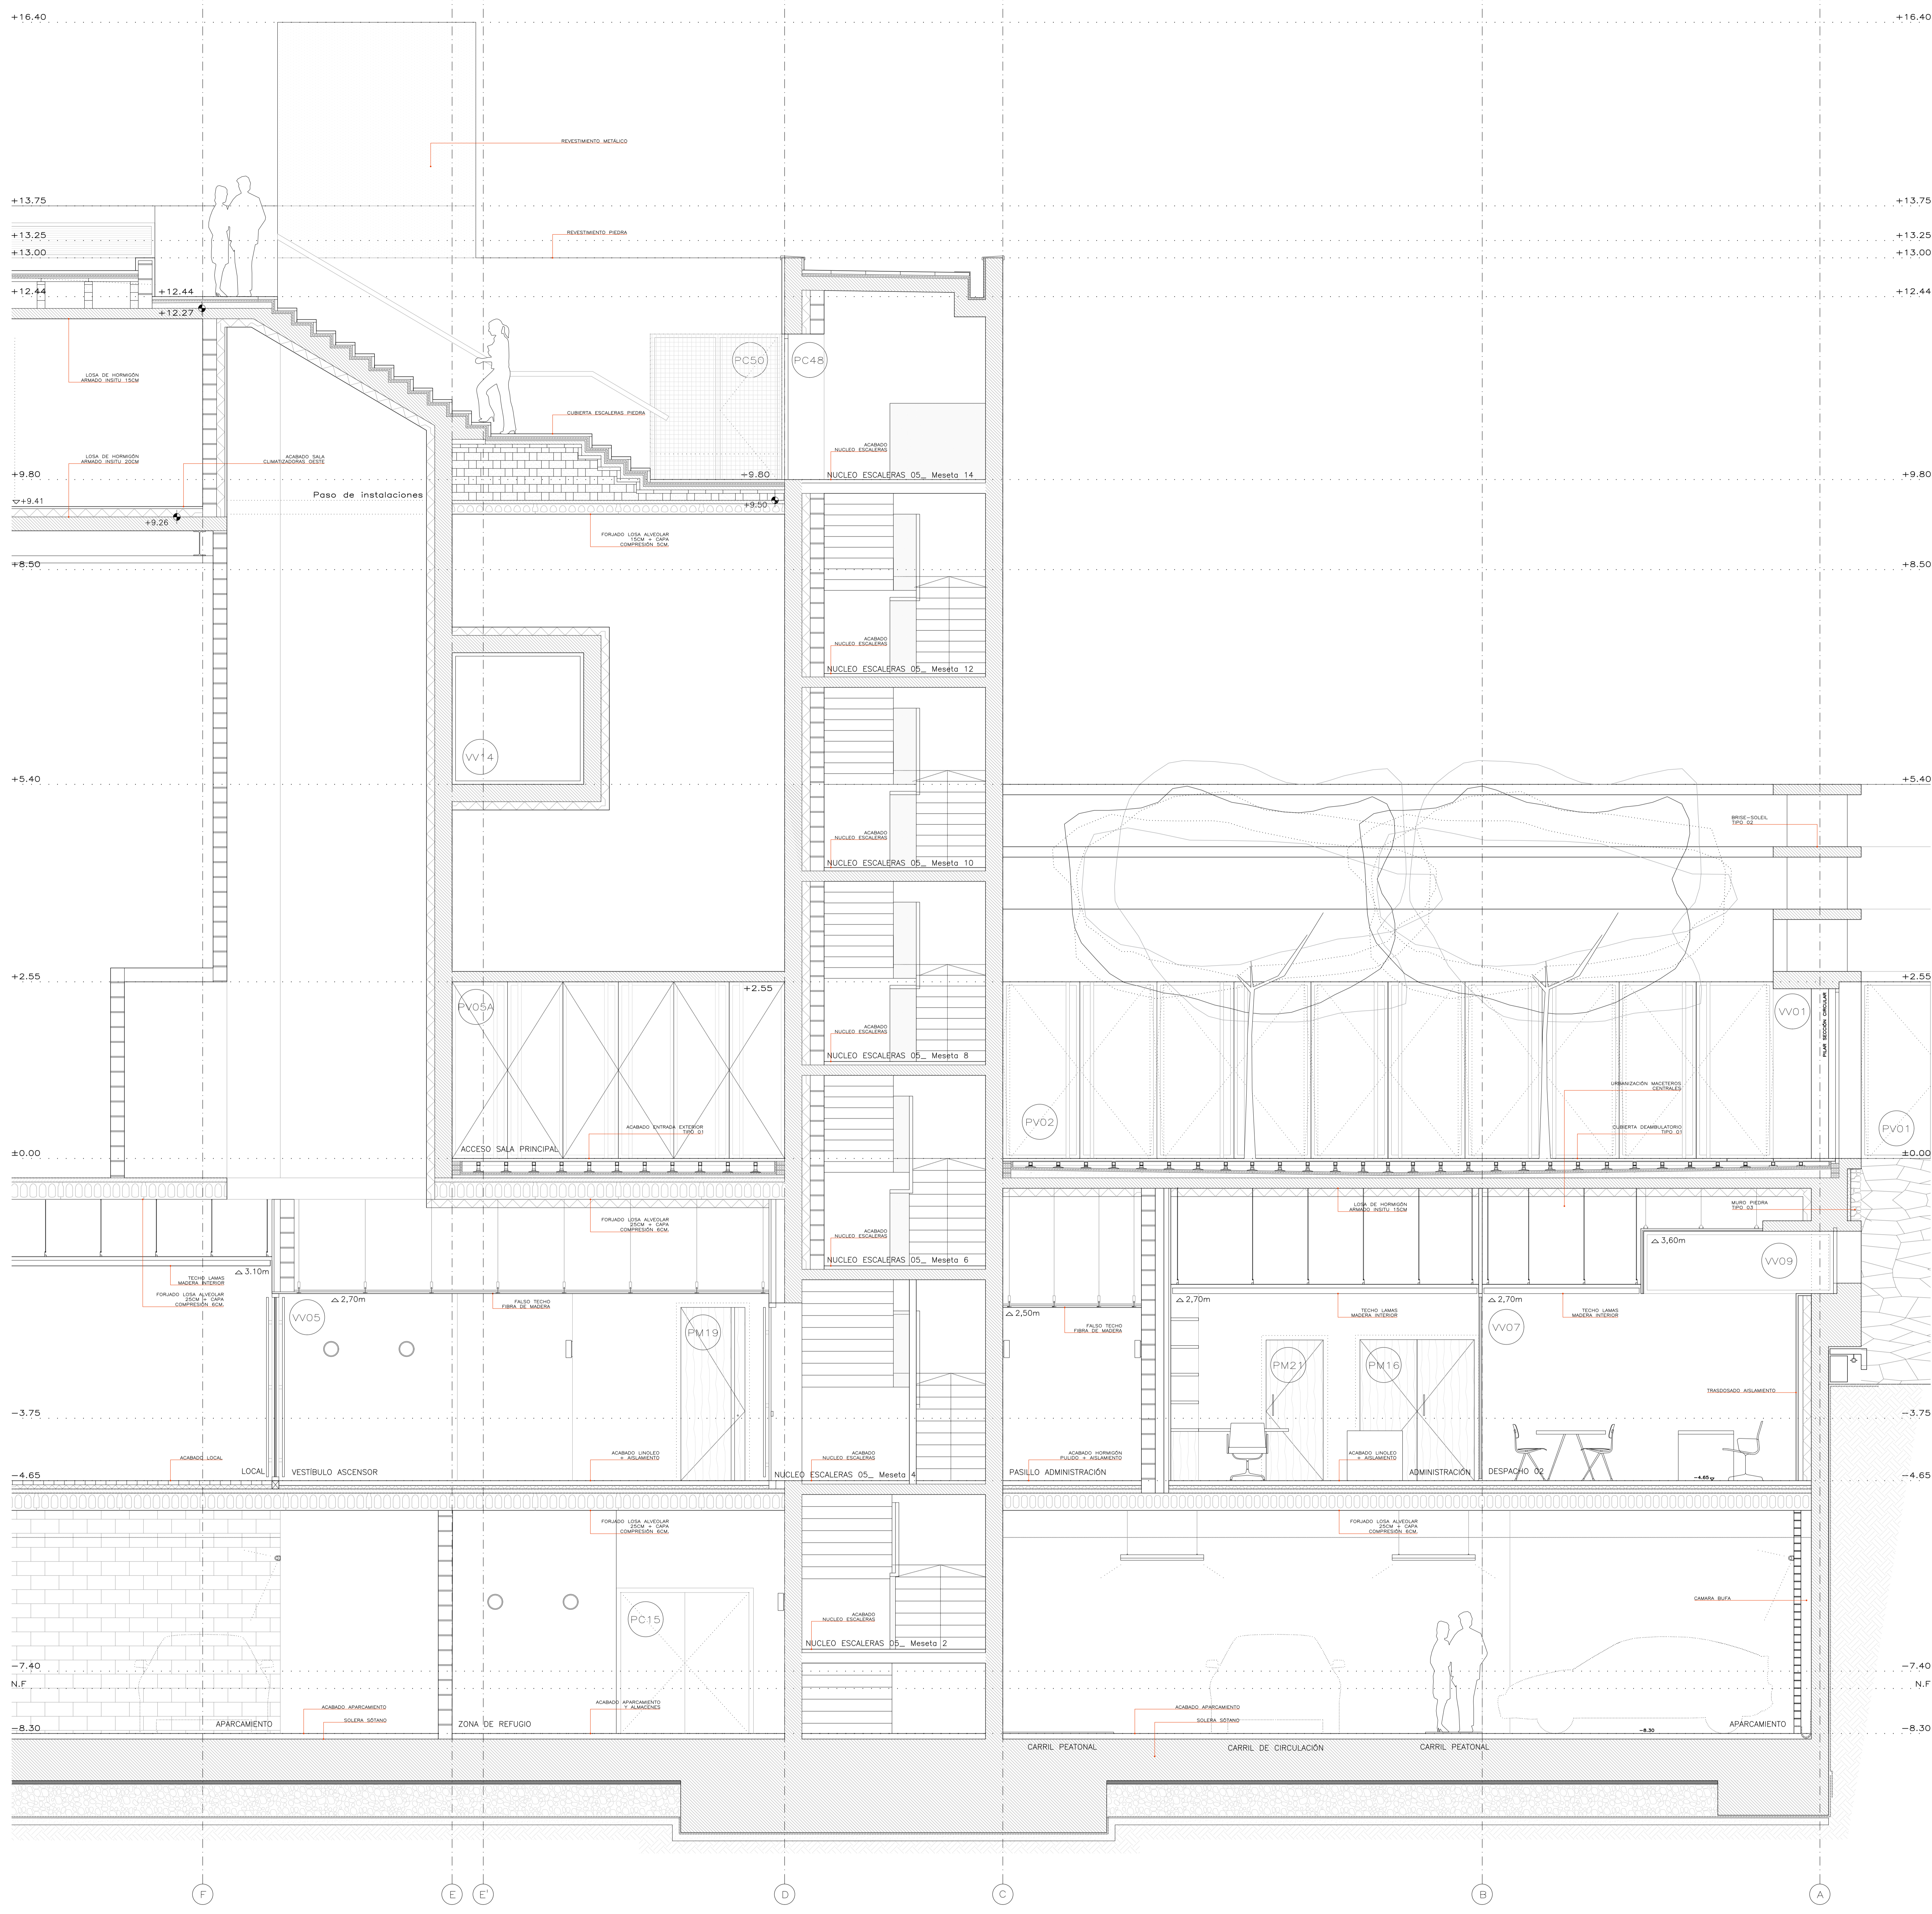 +16.40
+16.40
REVESTIMIENTO METÁLICO
+13.75
+13.75
REVESTIMIENTO PIEDRA
+13.25
+13.25
+13.00
+13.00
+12.44
+12.44
+12.44
+12.27
PC50
PC48
LOSA DE HORMIGÓN
ARMADO INSITU 15CM
CUBIERTA ESCALERAS PIEDRA
ACABADO
NUCLEO ESCALERAS
LOSA DE HORMIGÓN
ARMADO INSITU 20CM
ACABADO SALA
CLIMATIZADORAS OESTE
+9.80
+9.80
NUCLEO ESCALERAS 05_ Meseta 14
+9.80
+9.41
Paso de instalaciones
+9.50
+9.26
FORJADO LOSA ALVEOLAR
15CM + CAPA
COMPRESIÓN 5CM.
+8.50
+8.50
ACABADO
NUCLEO ESCALERAS
NUCLEO ESCALERAS 05_ Meseta 12
VV14
+5.40
+5.40
BRISE-SOLEIL
TIPO 02
ACABADO
NUCLEO ESCALERAS
NUCLEO ESCALERAS 05_ Meseta 10
+2.55
+2.55
+2.55
PV05A
VV01
PILAR SECCIÓN CIRCULAR
ACABADO
NUCLEO ESCALERAS
NUCLEO ESCALERAS 05_ Meseta 8
URBANIZACIÓN MACETEROS
CENTRALES
PV02
PV01
ACABADO ENTRADA EXTERIOR
TIPO 01
CUBIERTA DEAMBULATORIO
TIPO 01
ACCESO SALA PRINCIPAL
±0.00
±0.00
LOSA DE HORMIGÓN
ARMADO INSITU 15CM
MURO PIEDRA
TIPO 03
FORJADO LOSA ALVEOLAR
25CM + CAPA
COMPRESIÓN 6CM.
ACABADO
NUCLEO ESCALERAS
3,60m
NUCLEO ESCALERAS 05_ Meseta 6
VV09
3.10m
TECHO LAMAS
MADERA INTERIOR
FORJADO LOSA ALVEOLAR
25CM + CAPA
COMPRESIÓN 6CM.
2,70m
FALSO TECHO
FIBRA DE MADERA
2,50m
2,70m
2,70m
VV05
TECHO LAMAS
MADERA INTERIOR
TECHO LAMAS
MADERA INTERIOR
FALSO TECHO
FIBRA DE MADERA
VV07
PM19
PM21
PM16
TRASDOSADO AISLAMIENTO
-3.75
-3.75
ACABADO LOCAL
ACABADO LINOLEO
+ AISLAMIENTO
ACABADO
NUCLEO ESCALERAS
ACABADO HORMIGÓN
PULIDO + AISLAMIENTO
ACABADO LINOLEO
+ AISLAMIENTO
LOCAL
VESTÍBULO ASCENSOR
NUCLEO ESCALERAS 05_ Meseta 4
PASILLO ADMINISTRACIÓN
ADMINISTRACIÓN
DESPACHO 02
-4.65
-4.65
-4.65
FORJADO LOSA ALVEOLAR
25CM + CAPA
COMPRESIÓN 6CM.
FORJADO LOSA ALVEOLAR
25CM + CAPA
COMPRESIÓN 6CM.
CAMARA BUFA
PC15
ACABADO
NUCLEO ESCALERAS
NUCLEO ESCALERAS 05_ Meseta 2
-7.40
-7.40
N.F
N.F
ACABADO APARCAMIENTO
ACABADO APARCAMIENTO
Y ALMACENES
ACABADO APARCAMIENTO
SOLERA SÓTANO
SOLERA SÓTANO
APARCAMIENTO
ZONA DE REFUGIO
APARCAMIENTO
-8.30
-8.30
-8.30
CARRIL PEATONAL
CARRIL DE CIRCULACIÓN
CARRIL PEATONAL
F
E
E'
D
C
B
A